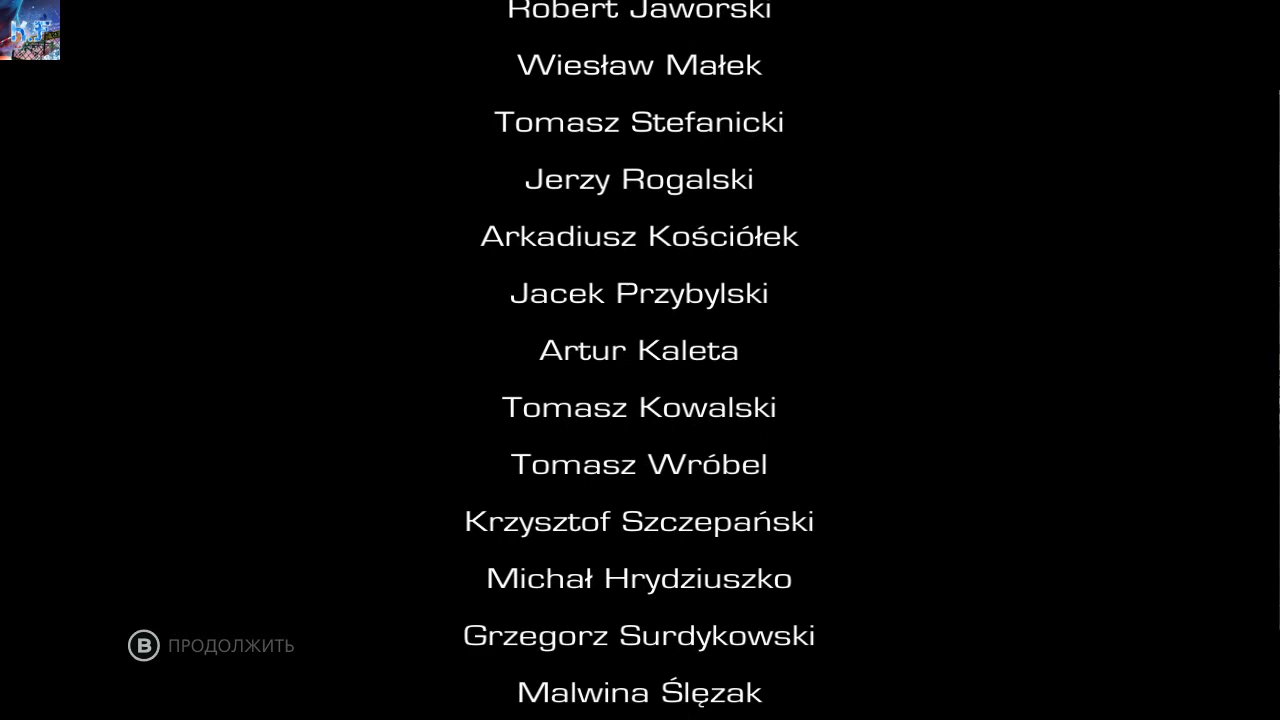 Robert Jaworski
Wiesław Małek
Tomasz Stefanicki
Jerzy Rogalski
Arkadiusz Kościółek
Jacek Przybylski
Artur Kaleta
Tomasz Kowalski
Tomasz Wróbel
Krzysztof Szczepański
Michał Hrydziuszko
Grzegorz Surdykowski
B ПРОДОЛЖИТЬ
Malwina Ślęzak